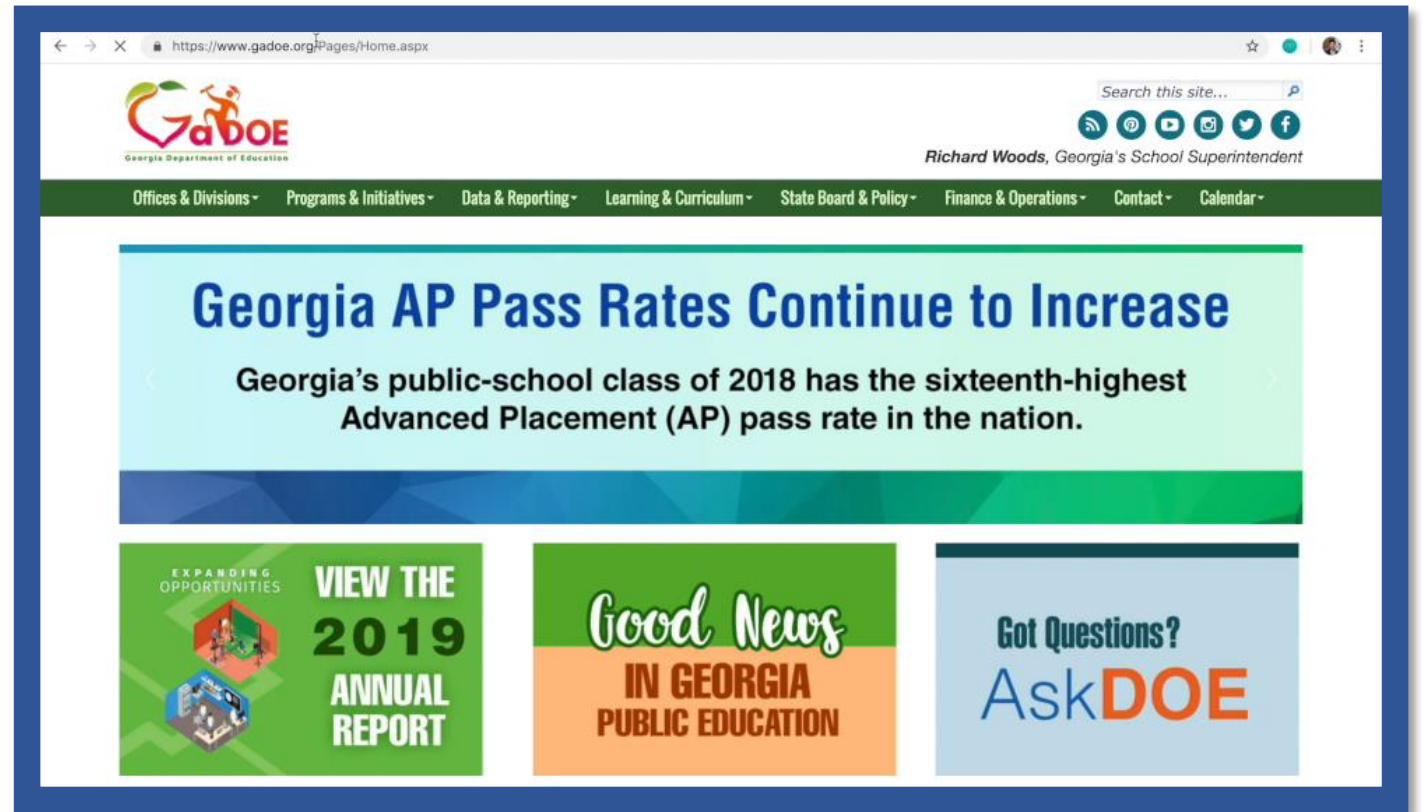 https://www.gadoe.org/Pages/Home.aspx
GaDOE
Georgia Department of Education
Search this site...
Richard Woods, Georgia's School Superintendent
Offices & Divisions Programs & Initiatives Data & Reporting Learning & Curriculum State Board & Policy Finance & Operations Contact Calendar
Georgia AP Pass Rates Continue to Increase
Georgia's public-school class of 2018 has the sixteenth-highest
Advanced Placement (AP) pass rate in the nation.
EXPANDING
OPPORTUNITIES
VIEW THE
2019
ANNUAL
REPORT
Good News
IN GEORGIA
PUBLIC EDUCATION
Got Questions?
AskDOE